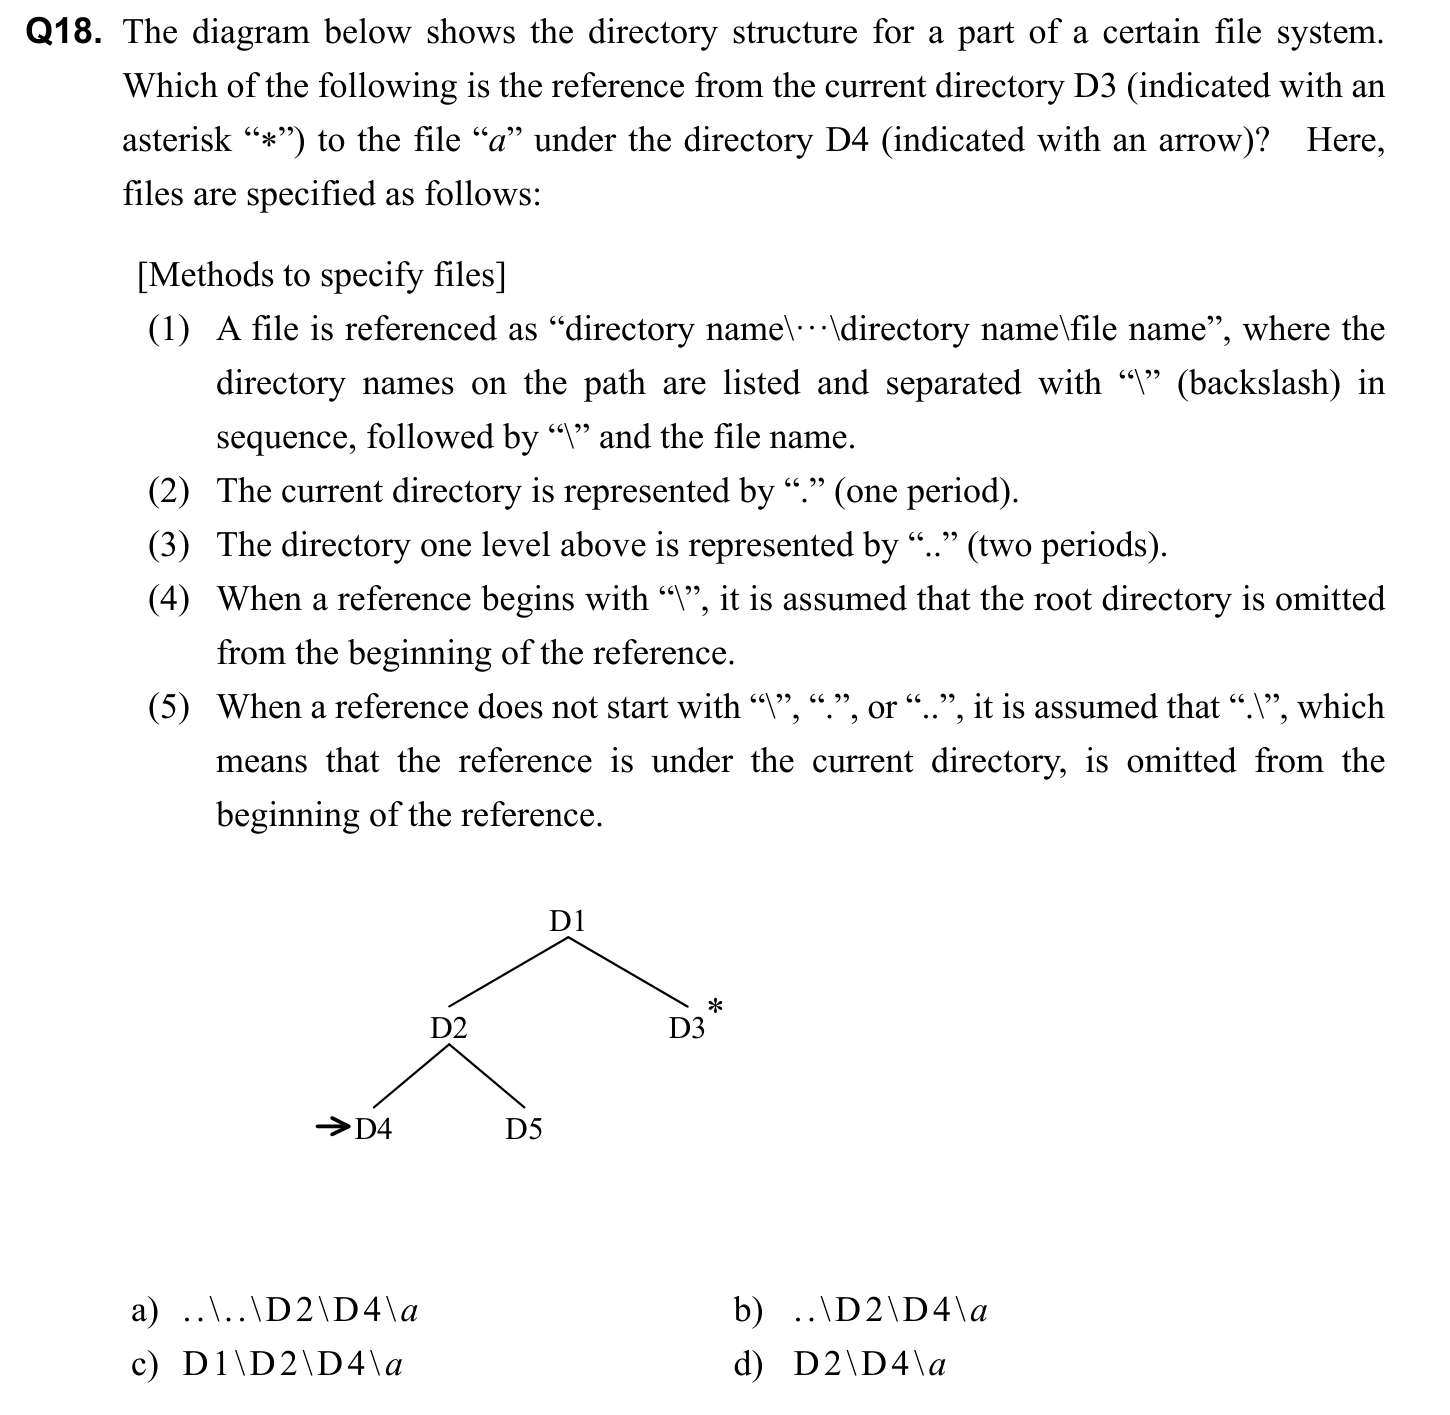 Q18. The diagram below shows the directory structure for a part of a certain file system.
Which of the following is the reference from the current directory D3 (indicated with an
asterisk “*”) to the file “a” under the directory D4 (indicated with an arrow)? Here,
files are specified as follows:
[Methods to specify files]
(1) A file is referenced as “directory name\···\directory name\file name”, where the
directory names on the path are listed and separated with “\” (backslash) in
sequence, followed by “\” and the file name.
(2) The current directory is represented by “.” (one period).
(3) The directory one level above is represented by “..” (two periods).
(4) When a reference begins with “\”, it is assumed that the root directory is omitted
from the beginning of the reference.
(5) When a reference does not start with “\”, “.”, or “..”, it is assumed that “.\”, which
means that the reference is under the current directory, is omitted from the
beginning of the reference.
D1
D2 D3*
→D4 D5
a) ..\..\D2\D4\a b) ..\D2\D4\a
c) D1\D2\D4\a d) D2\D4\a